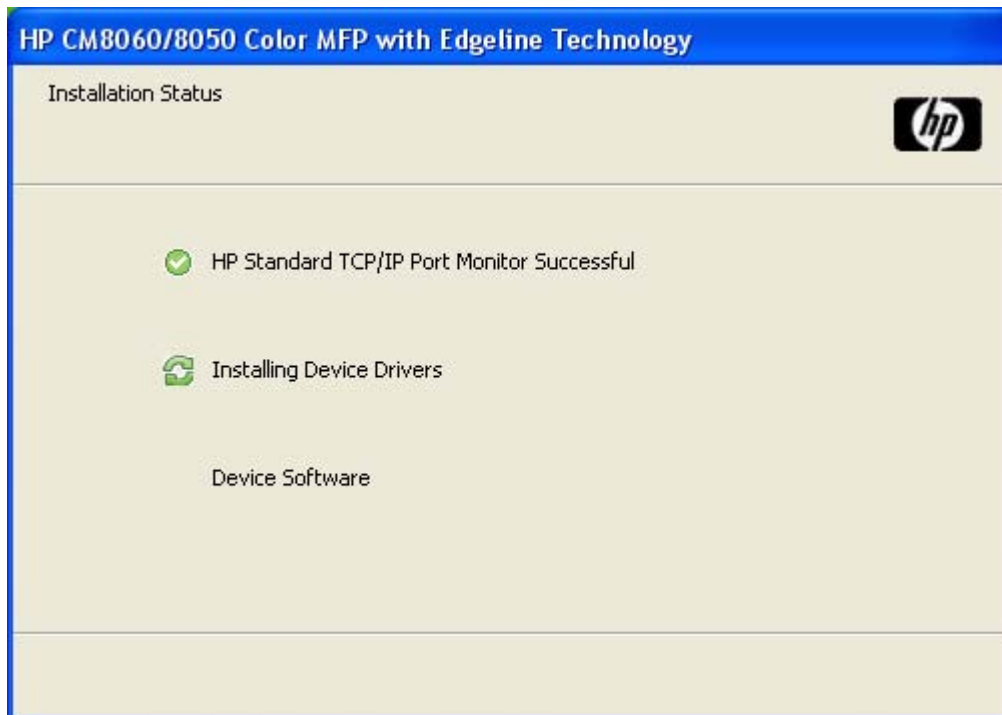 HP CM8060/8050 Color MFP with Edgeline Technology
Installation Status
hp
HP Standard TCP/IP Port Monitor Successful
Installing Device Drivers
Device Software